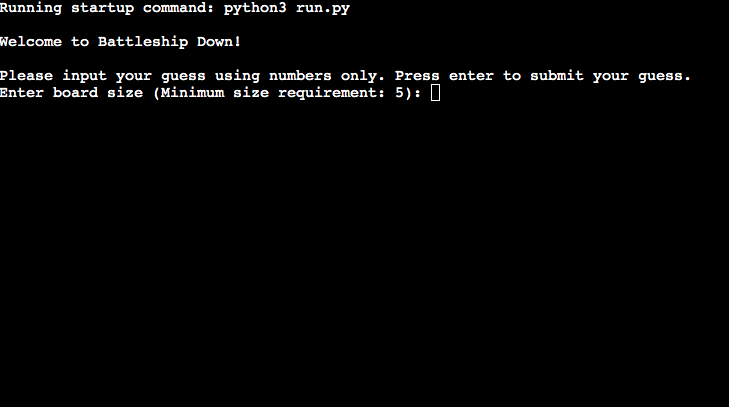 Running startup command: python3 run.py
Welcome to Battleship Down!
Please input your guess using numbers only. Press enter to submit your guess.
Enter board size (Minimum size requirement: 5):